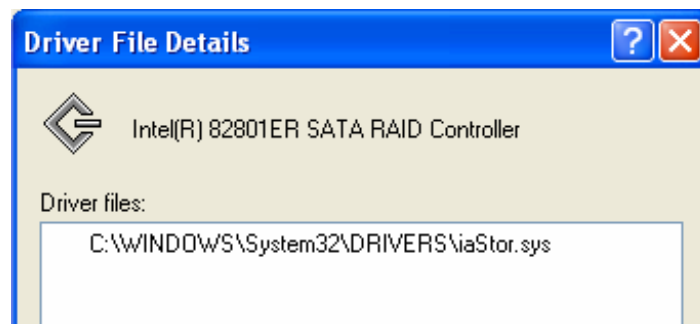 Driver File Details
Intel(R) 82801ER SATA RAID Controller
Driver files:
C:\WINDOWS\System32\DRIVERS\iaStor.sys